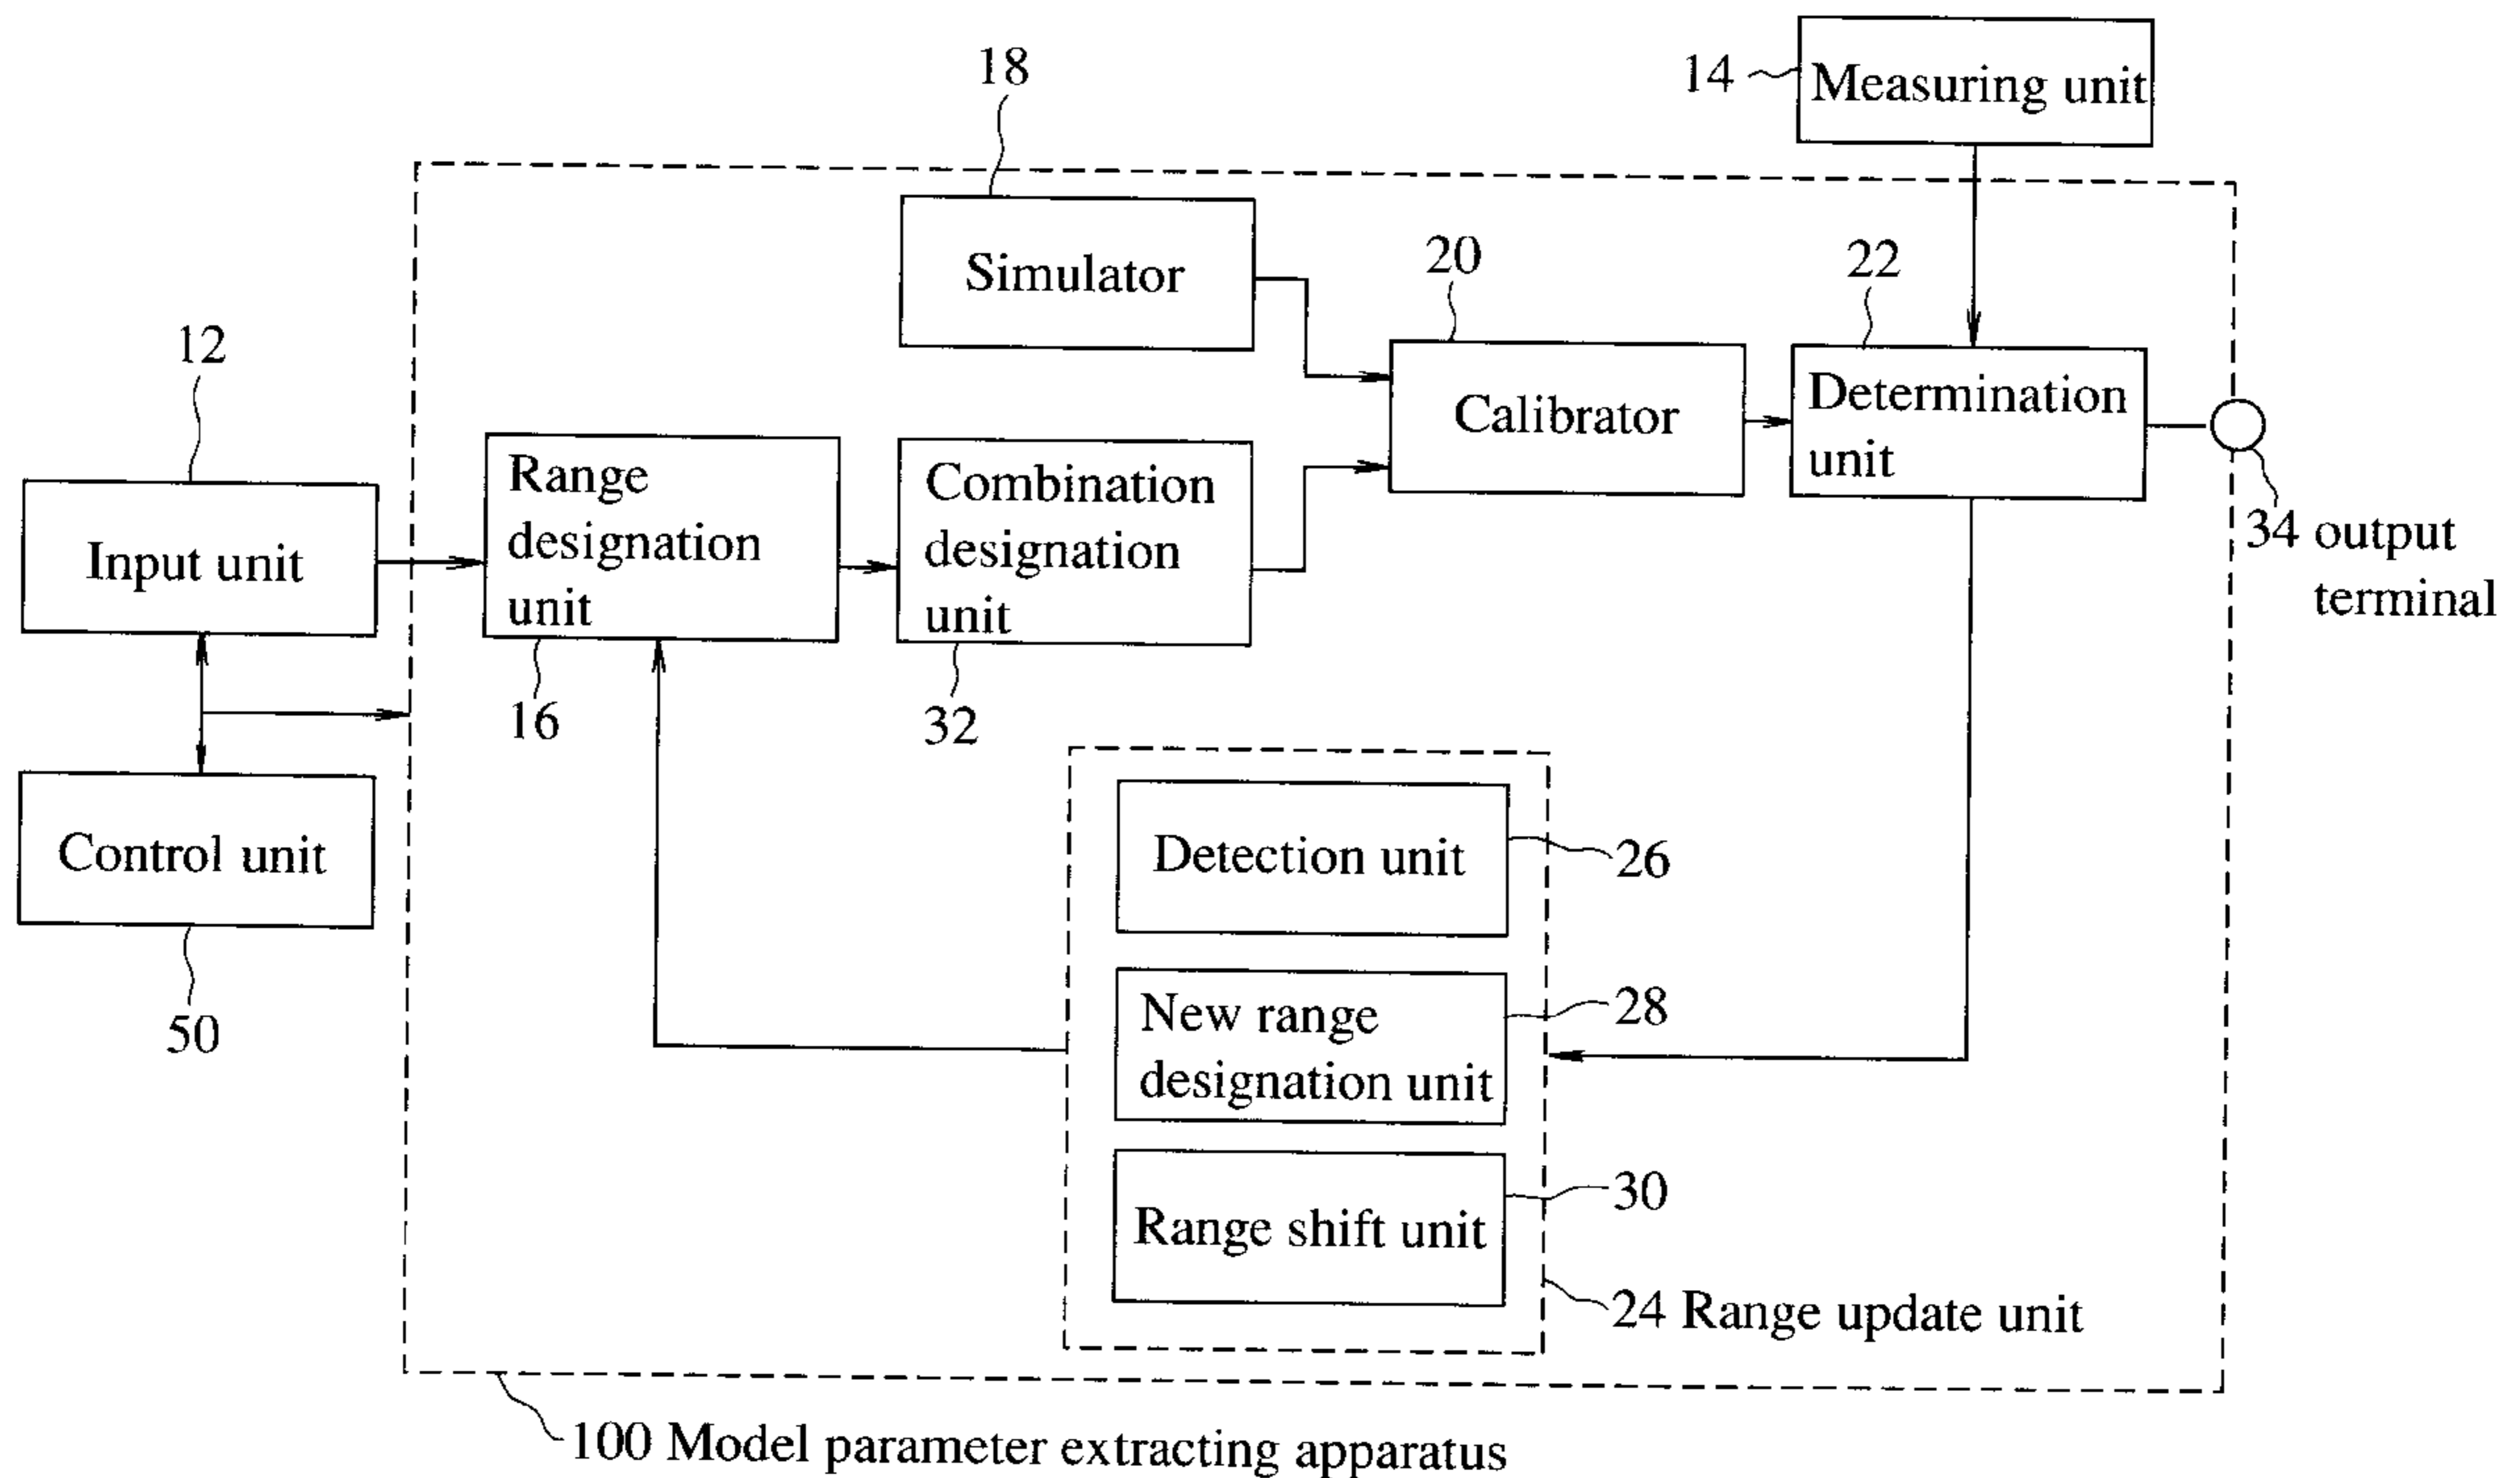 18
14
Measuring unit
Simulator
20
22
12
Calibrator
Determination
unit
Range
designation
unit
Combination
designation
unit
Input unit
34 output
terminal
16
32
Control unit
Detection unit
26
50
New range
designation unit
28
Range shift unit
30
24 Range update unit
100 Model parameter extracting apparatus